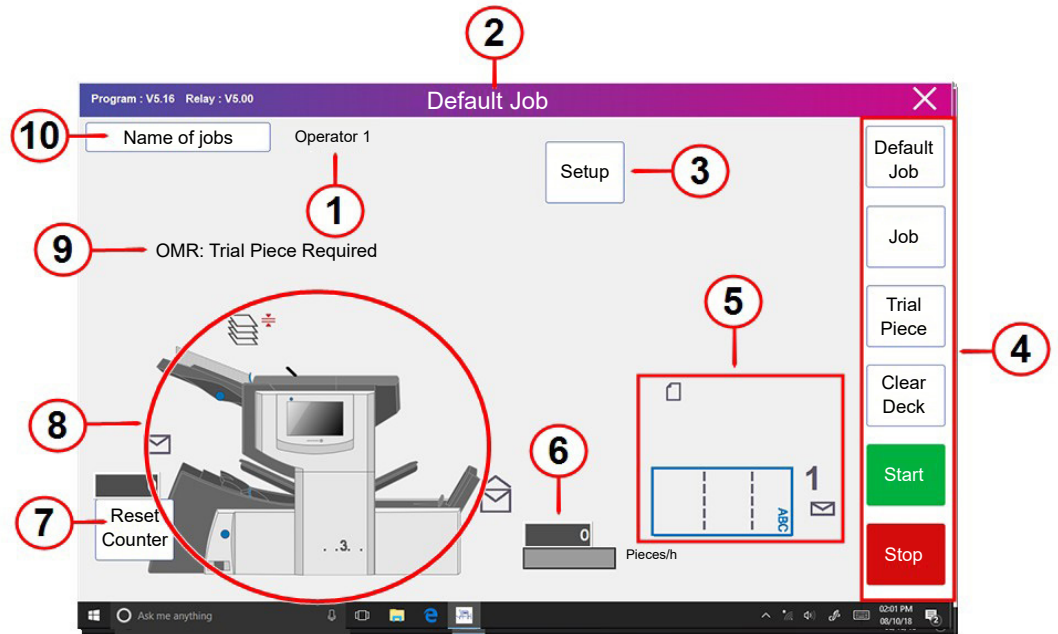 2
Program : V5.16 Relay : V5.00
Default Job
10
Name of jobs
Operator 1
Setup
3
Default
Job
1
9
OMR: Trial Piece Required
Job
5
Trial
Piece
4
Clear
Deck
8
6
1
ABC
Start
7
Reset
Counter
. .3. .
0
Pieces/h
Stop
Ask me anything
02:01 PM
08/10/18
2